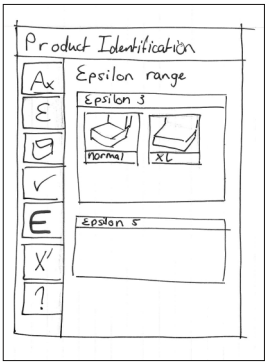 Product Identification
Epsilon range
Ax
Epsilon 3
Ɛ
normal
XL
✓
E
Epsilon 5
X'
?